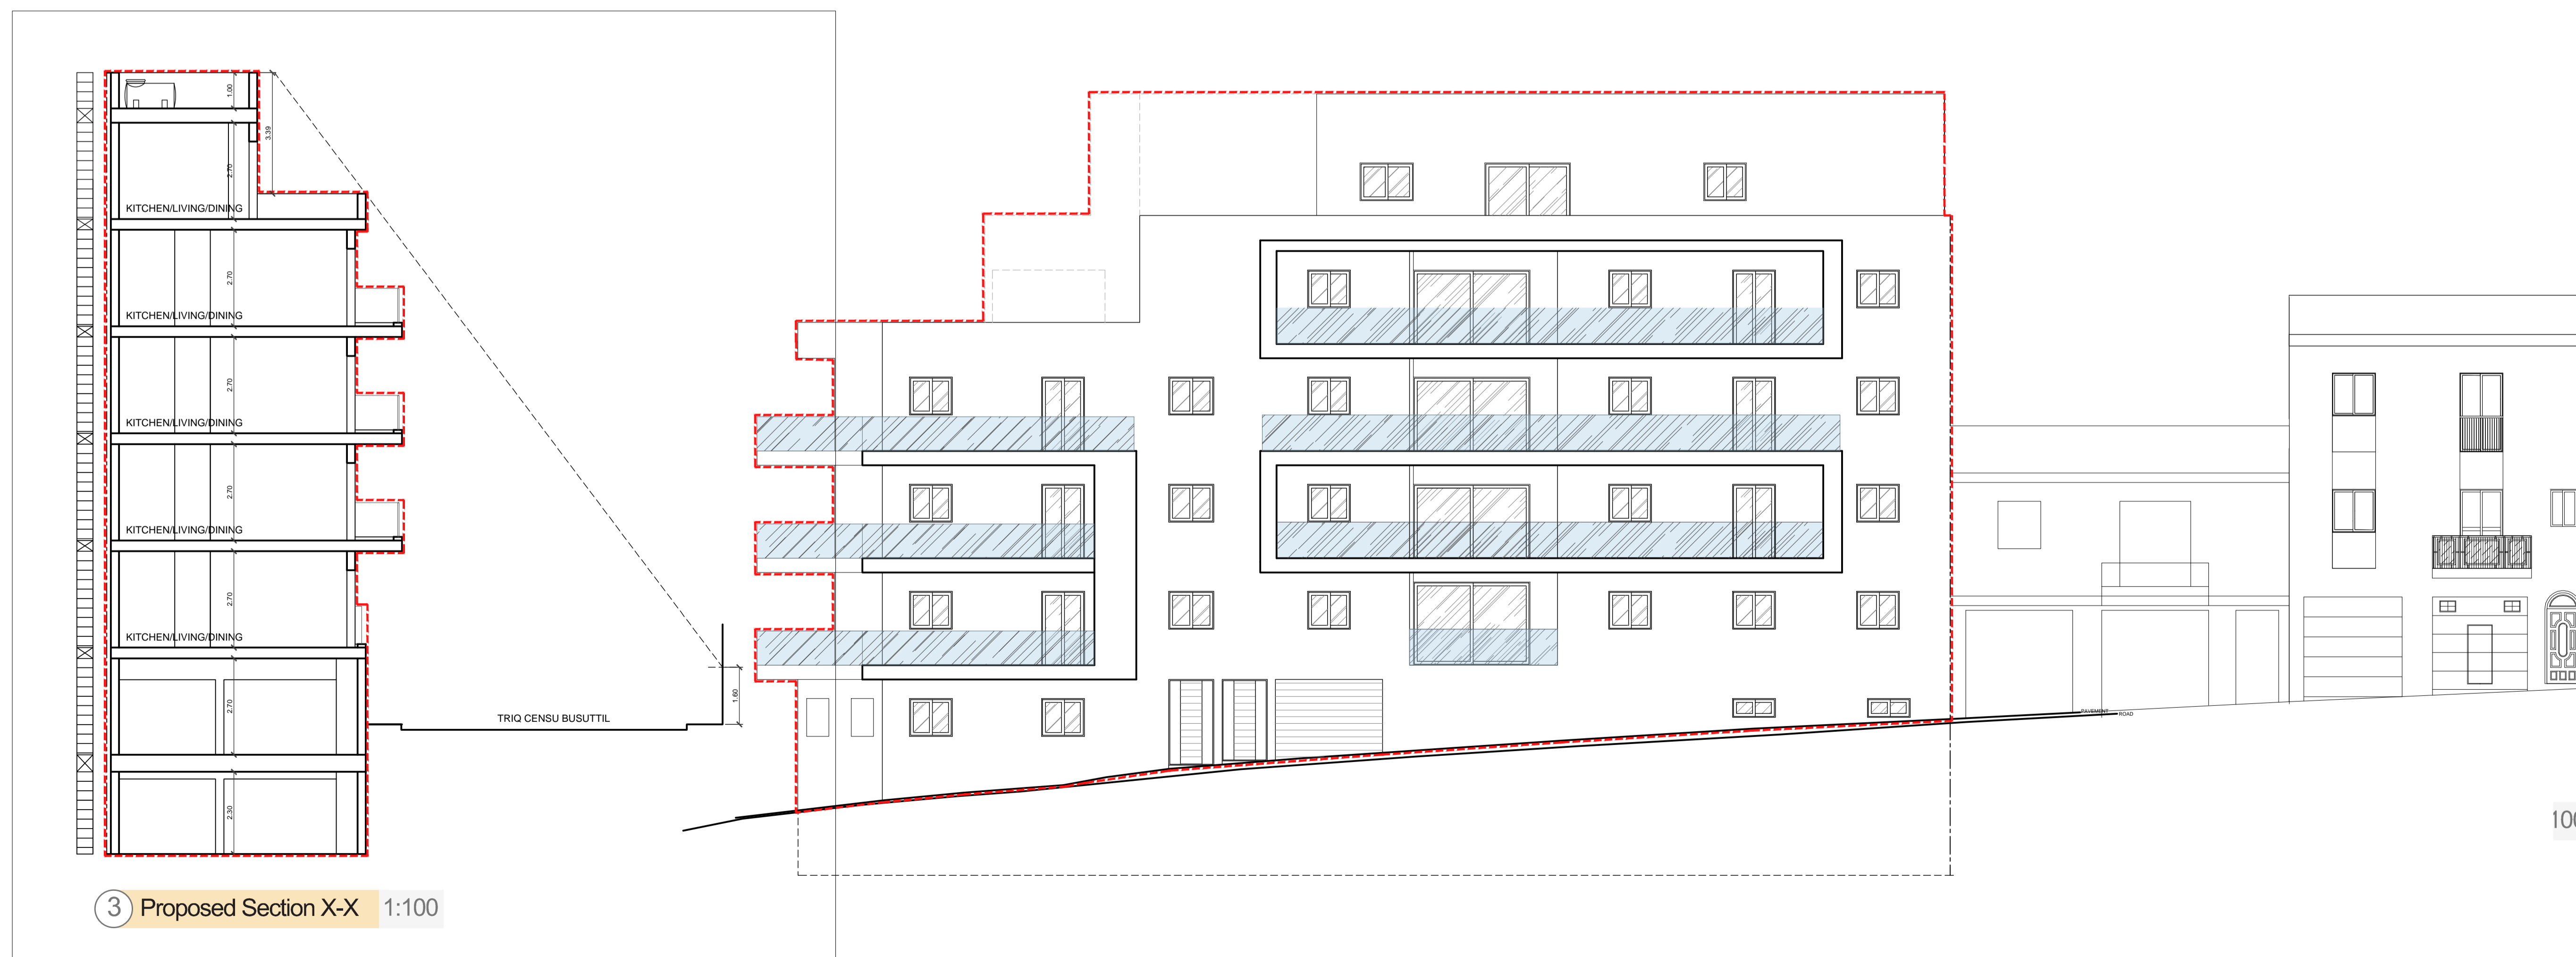 1.00
3.39
2.70
KITCHEN/LIVING/DINING
2.70
KITCHEN/LIVING/DINING
2.70
KITCHEN/LIVING/DINING
2.70
KITCHEN/LIVING/DINING
2.70
KITCHEN/LIVING/DINING
2.70
1.60
TRIQ CENSU BUSUTTIL
PAVEMENT
ROAD
2.30
100
3 Proposed Section X-X 1:100